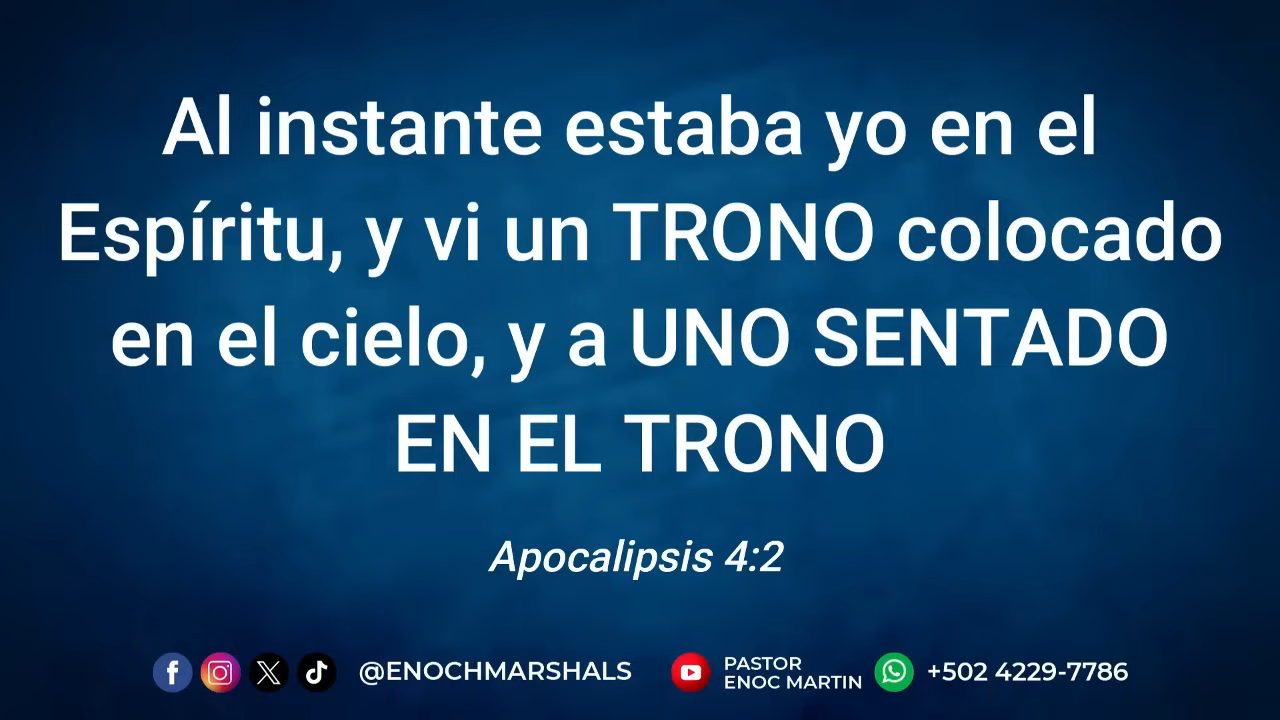 Al instante estaba yo en el
Espíritu, y vi un TRONO colocado
en el cielo, y a UNO SENTADO
EN EL TRONO
Apocalipsis 4:2
@ENOCHMARSHALS
PASTOR
ENOC MARTIN
+502 4229-7786